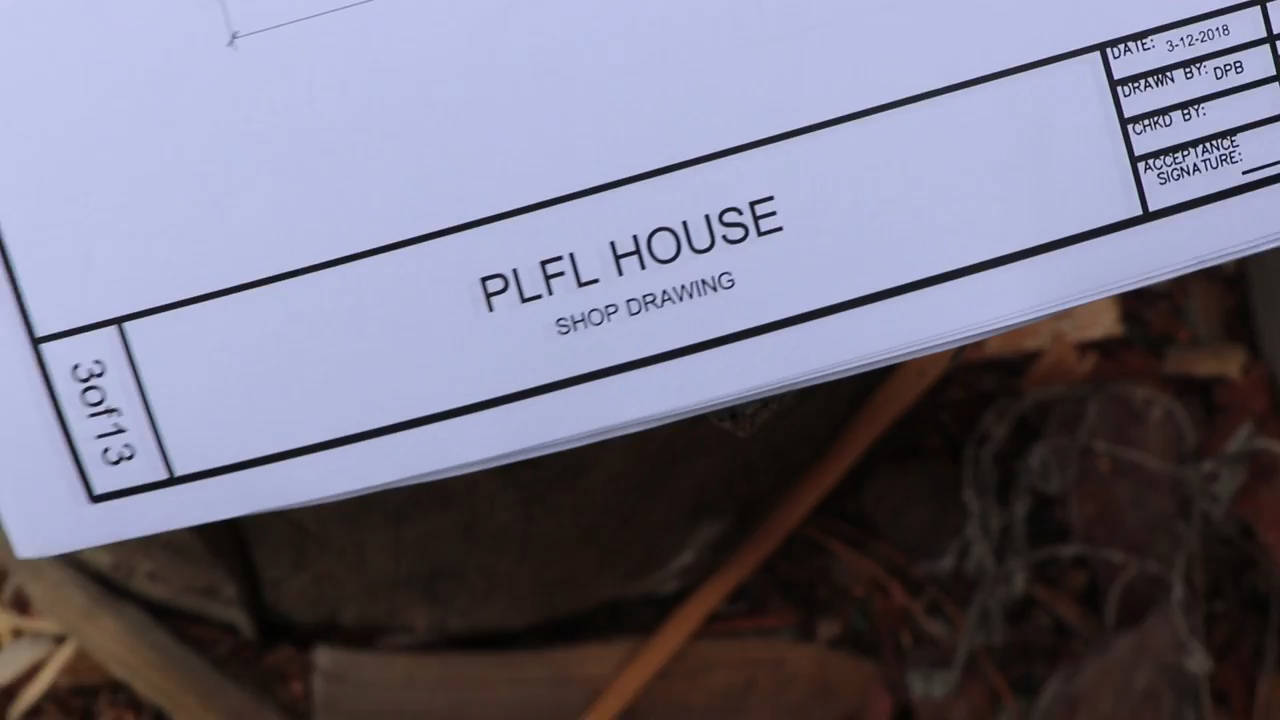 DATE: 3-12-2018
DRAWN BY: DPB
CHKD BY:
ACCEPTANCE
SIGNATURE:
PLFL HOUSE
SHOP DRAWING
3of13